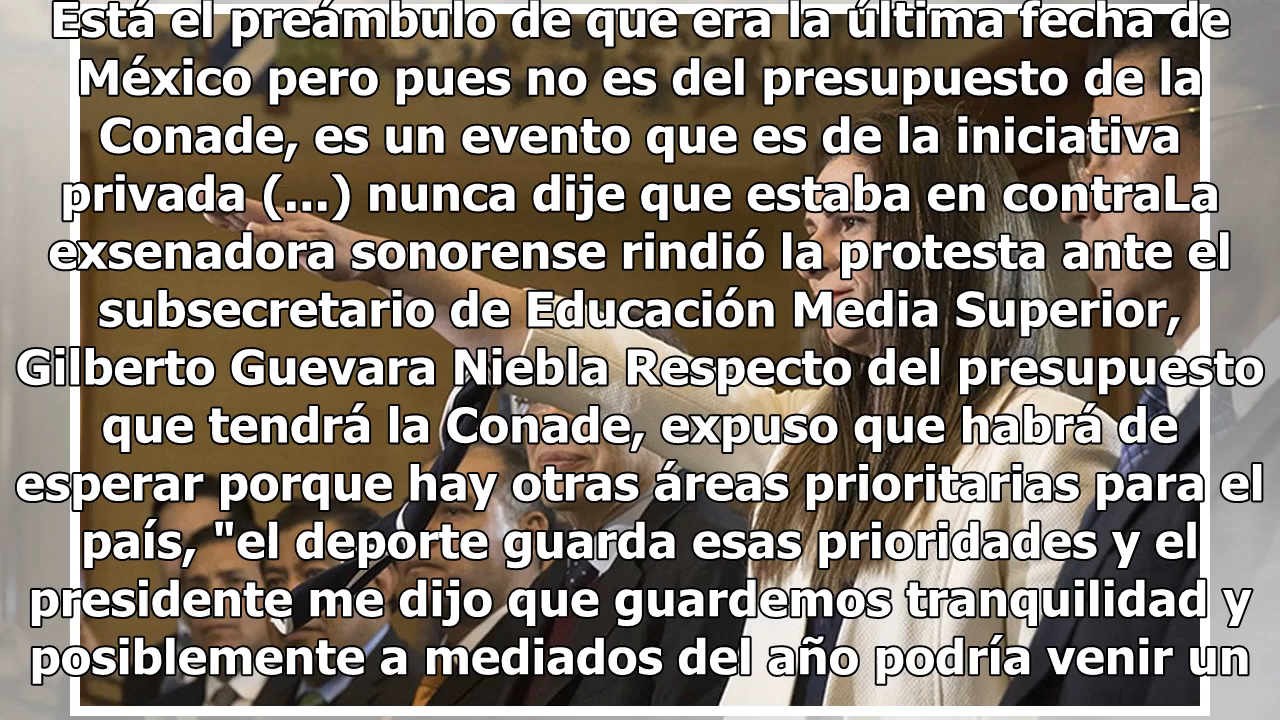 Está el preámbulo de que era la última fecha de
México pero pues no es del presupuesto de la
Conade, es un evento que es de la iniciativa
privada (...) nunca dije que estaba en contraLa
exsenadora sonorense rindió la protesta ante el
subsecretario de Educación Media Superior,
Gilberto Guevara Niebla Respecto del presupuesto
que tendrá la Conade, expuso que habrá de
esperar porque hay otras áreas prioritarias para el
país, "el deporte guarda esas prioridades y el
presidente me dijo que guardemos tranquilidad y
posiblemente a mediados del año podría venir un